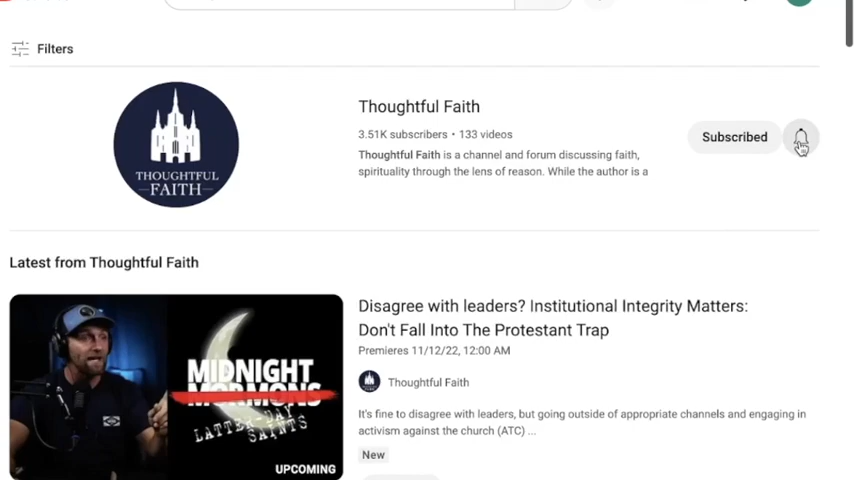 Filters
Thoughtful Faith
3.51K subscribers • 133 videos
Subscribed
Thoughtful Faith is a channel and forum discussing faith,
spirituality through the lens of reason. While the author is a
THOUGHTFUL
FAITH
Latest from Thoughtful Faith
MIDNIGHT
MORMONS
LATTER-DAY
SAINTS
UPCOMING
Disagree with leaders? Institutional Integrity Matters:
Don't Fall Into The Protestant Trap
Premieres 11/12/22, 12:00 AM
Thoughtful Faith
It's fine to disagree with leaders, but going outside of appropriate channels and engaging in
activism against the church (ATC) ...
New